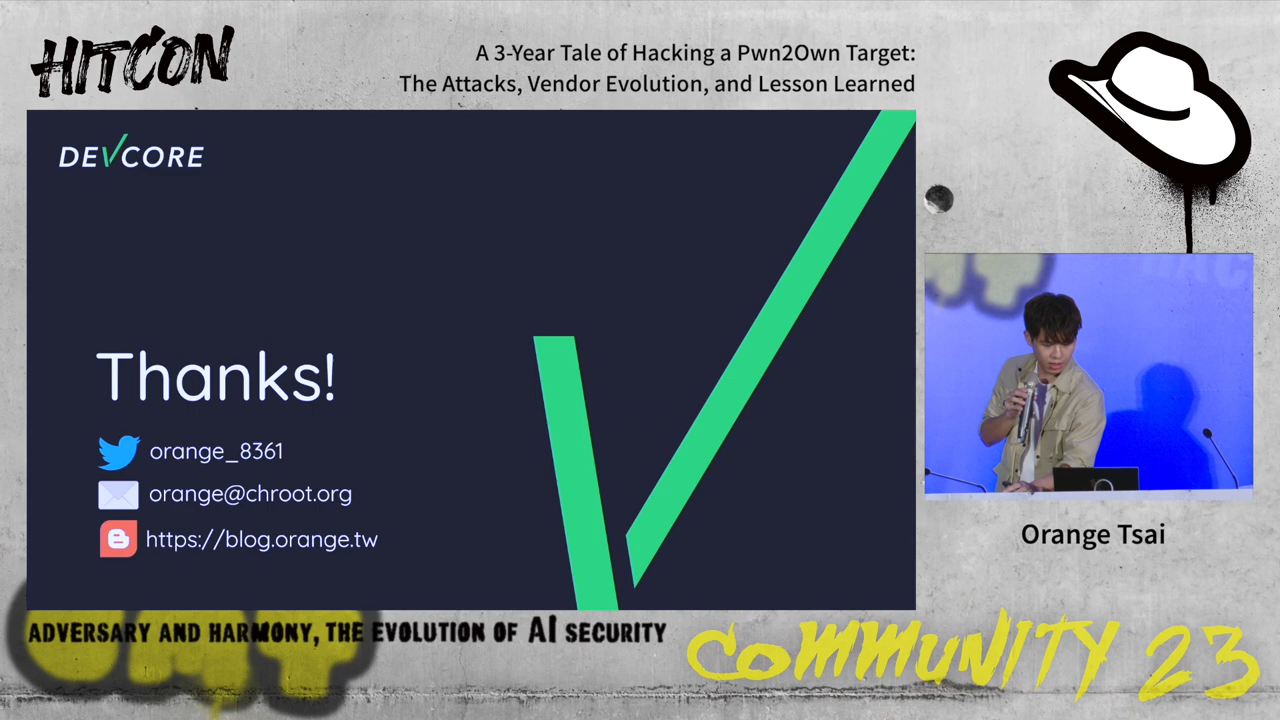 HITCON
A 3-Year Tale of Hacking a Pwn2Own Target:
The Attacks, Vendor Evolution, and Lesson Learned
DEVCORE
Thanks!
orange_8361
orange@chroot.org
https://blog.orange.tw
Orange Tsai
ADVERSARY AND HARMONY, THE EVOLUTION OF AI SECURITY
COMMUNITY 23